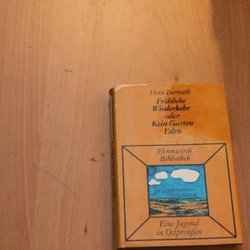 Horst Biernath
Fröhliche
Wiederkehr
oder
Kein Garten
Eden
Ehrenwirth
Bibliothek
Eine Jugend
in Ostpreußen